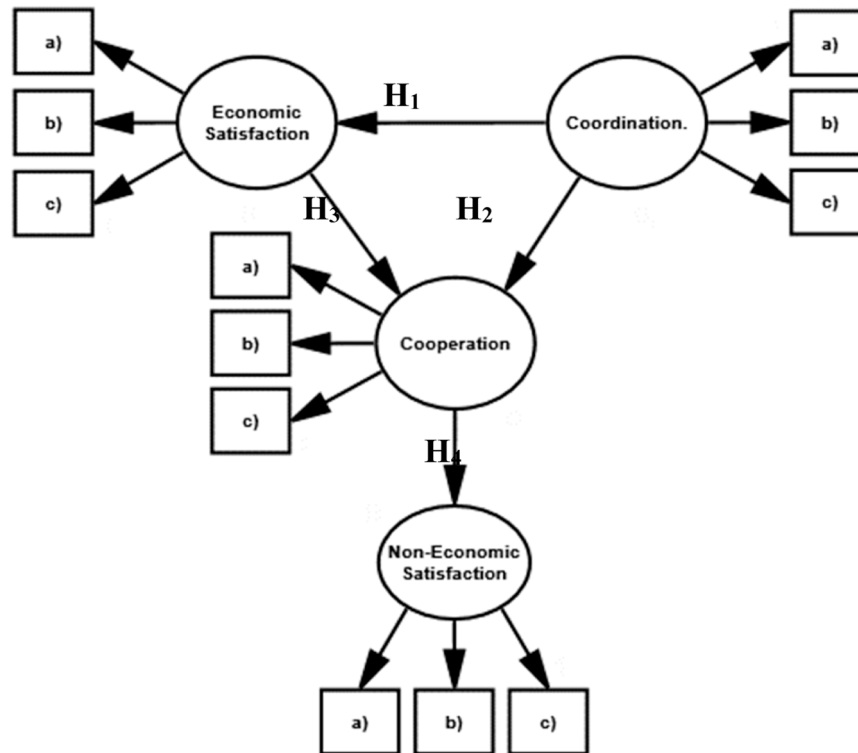 a)
b)
c)
Economic
Satisfaction
H₁
Coordination.
a)
b)
c)
H₃
H₂
a)
b)
c)
Cooperation
H₄
Non-Economic
Satisfaction
a)
b)
c)